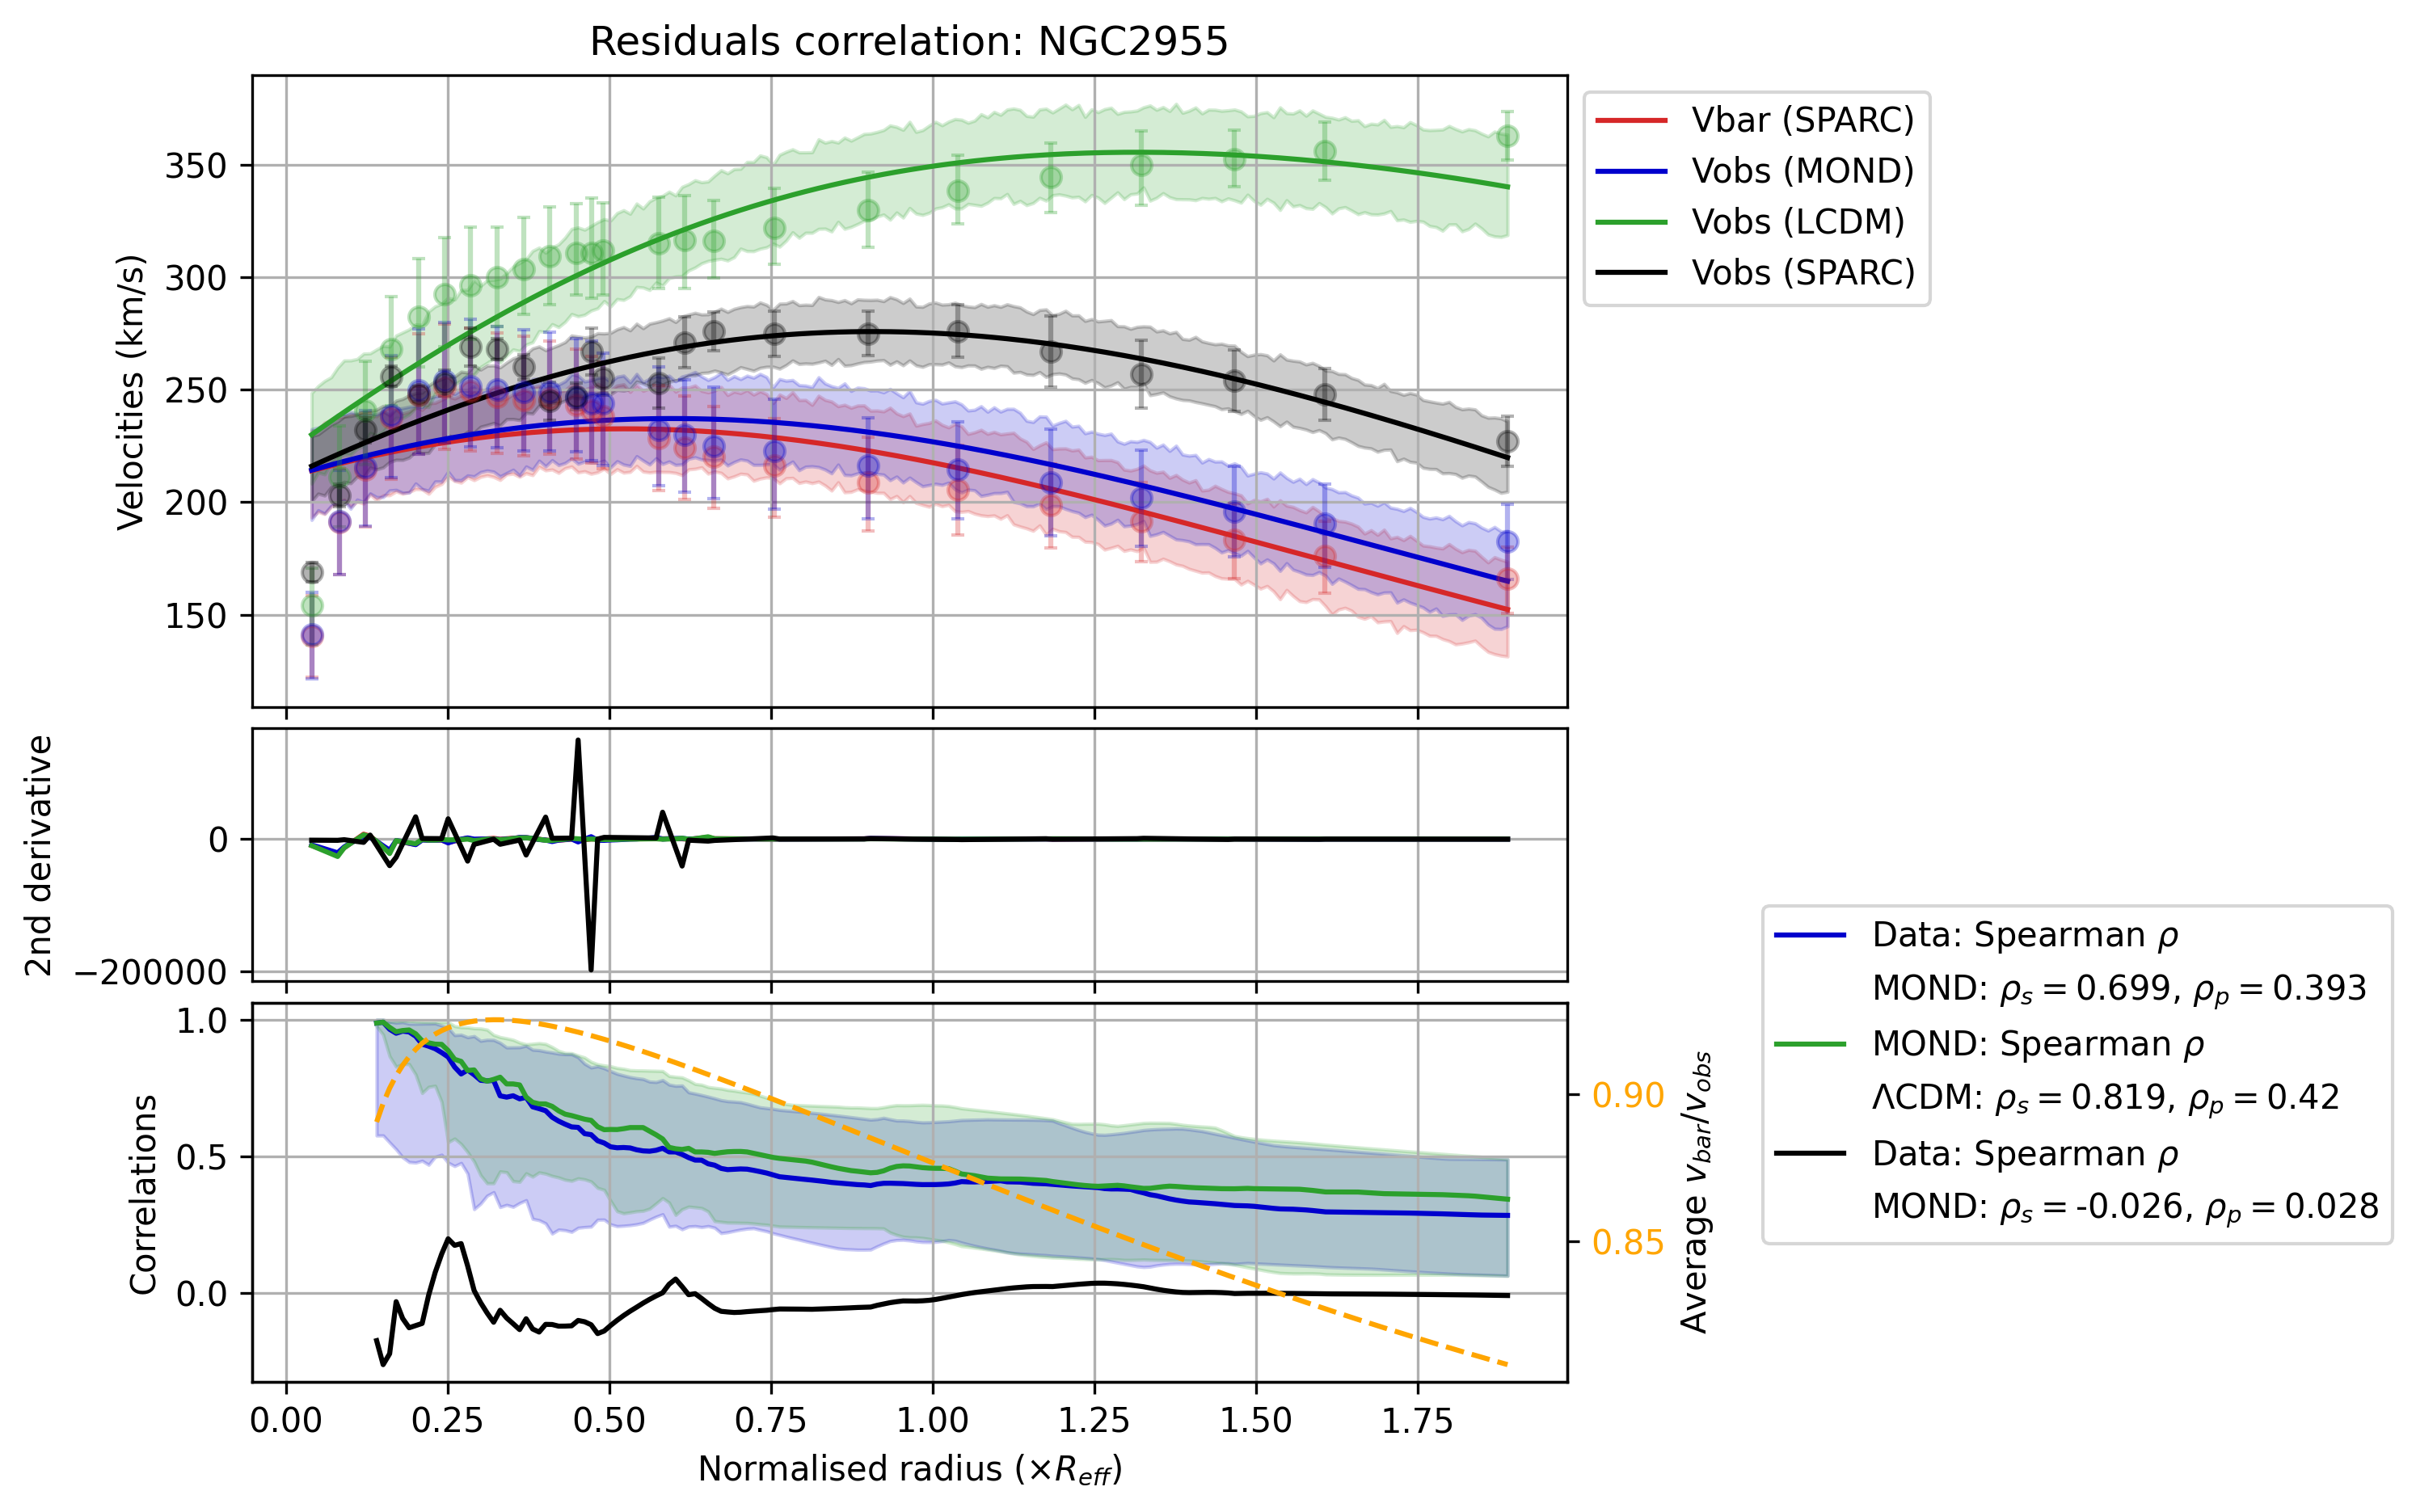 Residuals correlation: NGC2955
Velocities (km/s)
350
300
250
200
150
Vbar (SPARC)
Vobs (MOND)
Vobs (LCDM)
Vobs (SPARC)
2nd derivative
0
−200000
Correlations
1.0
0.5
0.0
0.90
0.85
Average v_bar/v_obs
Data: Spearman ρ
MOND: ρ_s = 0.699, ρ_p = 0.393
MOND: Spearman ρ
ΛCDM: ρ_s = 0.819, ρ_p = 0.42
Data: Spearman ρ
MOND: ρ_s = -0.026, ρ_p = 0.028
0.00 0.25 0.50 0.75 1.00 1.25 1.50 1.75
Normalised radius (×R_eff)